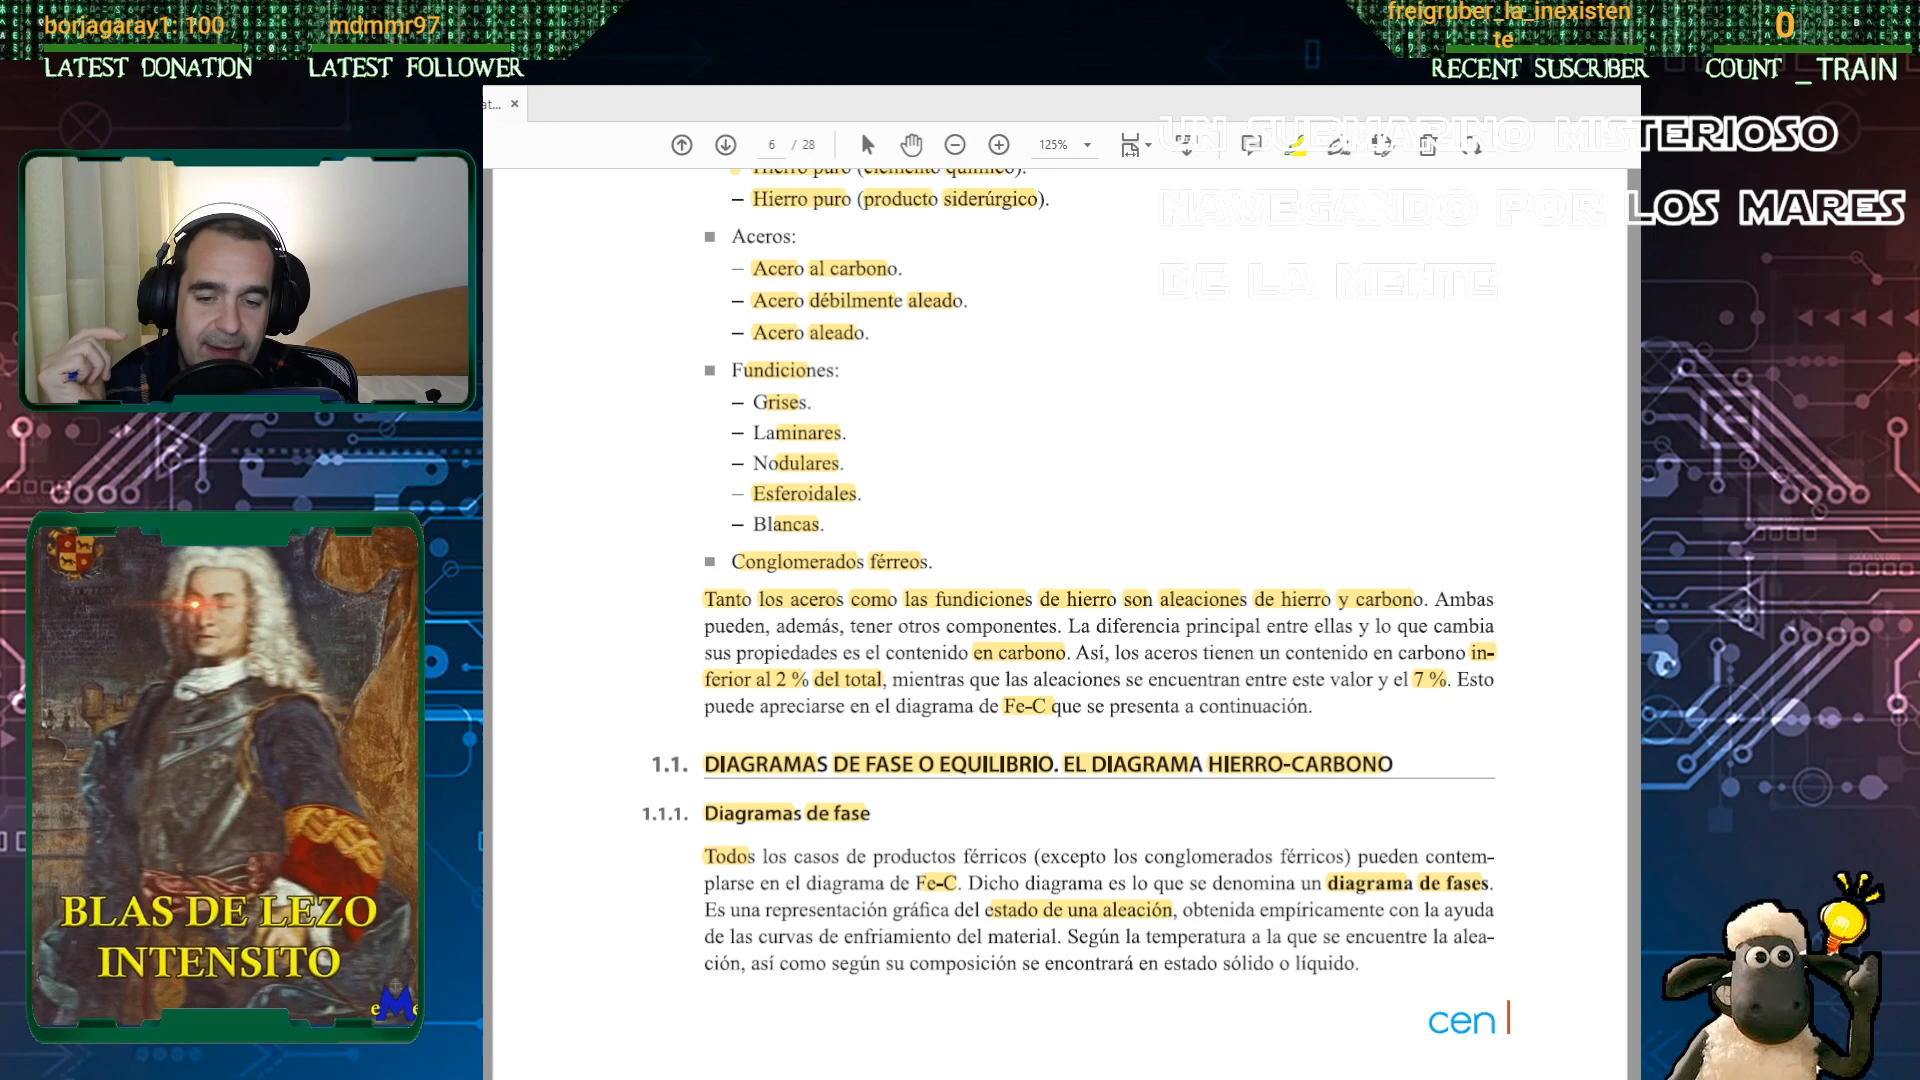 borjagaray1: 100
mdmmr97
LATEST DONATION
LATEST FOLLOWER
freigruber_la_inexisten
te
0
RECENT SUSCRIBER
COUNT _TRAIN
UN SUBMARINO MISTERIOSO
NAVEGANDO POR LOS MARES
DE LA MENTE
at... ×
6 / 28
125%
– Hierro puro (elemento químico).
– Hierro puro (producto siderúrgico).
■ Aceros:
– Acero al carbono.
– Acero débilmente aleado.
– Acero aleado.
■ Fundiciones:
– Grises.
– Laminares.
– Nodulares.
– Esferoidales.
– Blancas.
■ Conglomerados férreos.
Tanto los aceros como las fundiciones de hierro son aleaciones de hierro y carbono. Ambas
pueden, además, tener otros componentes. La diferencia principal entre ellas y lo que cambia
sus propiedades es el contenido en carbono. Así, los aceros tienen un contenido en carbono in-
ferior al 2 % del total, mientras que las aleaciones se encuentran entre este valor y el 7 %. Esto
puede apreciarse en el diagrama de Fe-C que se presenta a continuación.
1.1. DIAGRAMAS DE FASE O EQUILIBRIO. EL DIAGRAMA HIERRO-CARBONO
1.1.1. Diagramas de fase
Todos los casos de productos férricos (excepto los conglomerados férricos) pueden contem-
plarse en el diagrama de Fe-C. Dicho diagrama es lo que se denomina un diagrama de fases.
Es una representación gráfica del estado de una aleación, obtenida empíricamente con la ayuda
de las curvas de enfriamiento del material. Según la temperatura a la que se encuentre la alea-
ción, así como según su composición se encontrará en estado sólido o líquido.
cen
BLAS DE LEZO
INTENSITO
eMe